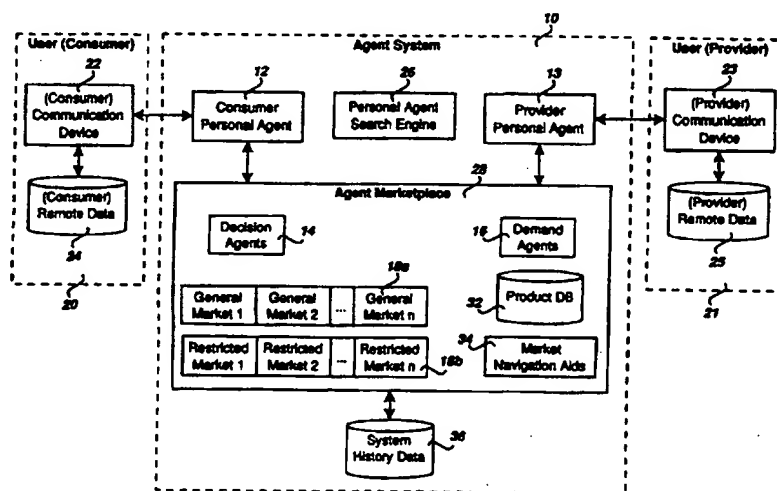 10
User (Consumer)
Agent System
User (Provider)
22
12
26
13
23
(Consumer)
Communication
Device
Consumer
Personal Agent
Personal Agent
Search Engine
Provider
Personal Agent
(Provider)
Communication
Device
28
Agent Marketplace
(Consumer)
Remote Data
(Provider)
Remote Data
24
25
20
21
Decision
Agents
14
16
Demand
Agents
18a
General
Market 1
General
Market 2
...
General
Market n
32
Product DB
Restricted
Market 1
Restricted
Market 2
...
Restricted
Market n
18b
34
Market
Navigation Aids
System
History Data
36